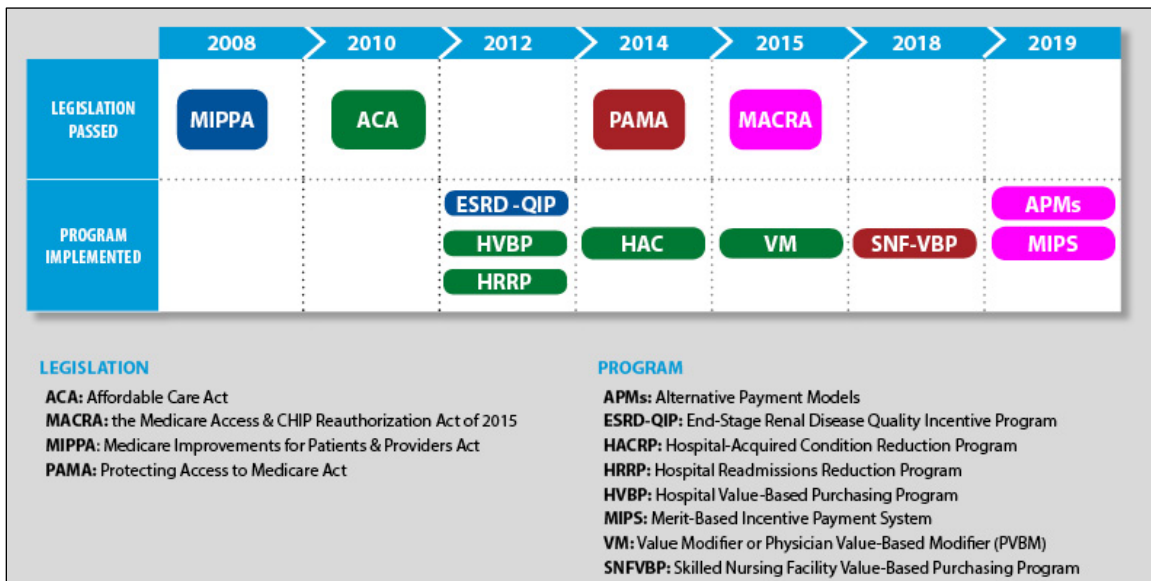 2008 2010 2012 2014 2015 2018 2019
LEGISLATION
PASSED
MIPPA ACA PAMA MACRA
PROGRAM
IMPLEMENTED
ESRD -QIP APMs
HVBP HAC VM SNF-VBP MIPS
HRRP
LEGISLATION
ACA: Affordable Care Act
MACRA: the Medicare Access & CHIP Reauthorization Act of 2015
MIPPA: Medicare Improvements for Patients & Providers Act
PAMA: Protecting Access to Medicare Act
PROGRAM
APMs: Alternative Payment Models
ESRD-QIP: End-Stage Renal Disease Quality Incentive Program
HACRP: Hospital-Acquired Condition Reduction Program
HRRP: Hospital Readmissions Reduction Program
HVBP: Hospital Value-Based Purchasing Program
MIPS: Merit-Based Incentive Payment System
VM: Value Modifier or Physician Value-Based Modifier (PVBM)
SNFVBP: Skilled Nursing Facility Value-Based Purchasing Program